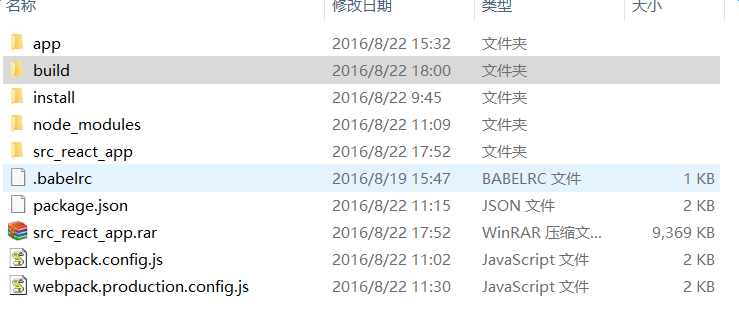 名称 修改日期 类型 大小
app 2016/8/22 15:32 文件夹
build 2016/8/22 18:00 文件夹
install 2016/8/22 9:45 文件夹
node_modules 2016/8/22 11:09 文件夹
src_react_app 2016/8/22 17:52 文件夹
.babelrc 2016/8/19 15:47 BABELRC 文件 1 KB
package.json 2016/8/22 11:15 JSON 文件 2 KB
src_react_app.rar 2016/8/22 17:52 WinRAR 压缩文... 9,369 KB
webpack.config.js 2016/8/22 11:02 JavaScript 文件 2 KB
webpack.production.config.js 2016/8/22 11:30 JavaScript 文件 2 KB